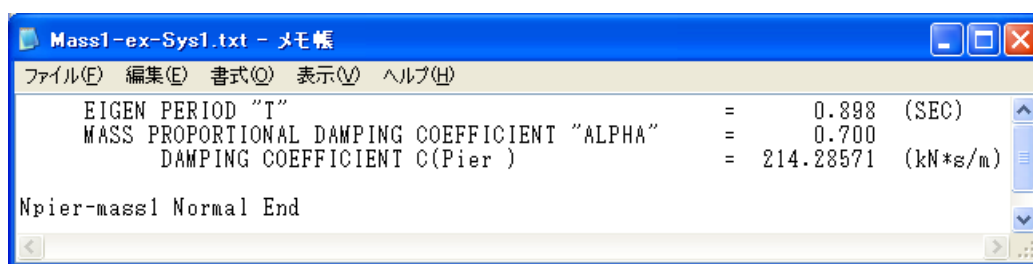 Mass1-ex-Sys1.txt - メモ帳
ファイル(F) 編集(E) 書式(O) 表示(V) ヘルプ(H)
EIGEN PERIOD "T" = 0.898 (SEC)
MASS PROPORTIONAL DAMPING COEFFICIENT "ALPHA" = 0.700
DAMPING COEFFICIENT C(Pier ) = 214.28571 (kN*s/m)
Npier-mass1 Normal End